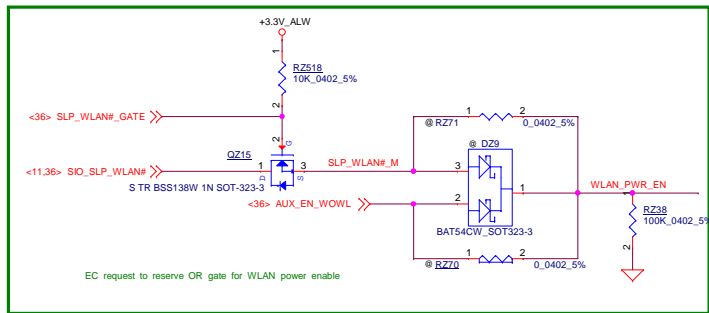 +3.3V_ALW
1
RZ518
10K_0402_5%
2
<36> SLP_WLAN#_GATE
1 2
@ RZ71 0_0402_5%
2
G
QZ15
@ DZ9
<11,36> SIO_SLP_WLAN# 1 3 SLP_WLAN#_M 3
D S
S TR BSS138W 1N SOT-323-3
1 WLAN_PWR_EN
<36> AUX_EN_WOWL 2
1
RZ38
100K_0402_5%
2
BAT54CW_SOT323-3
1 2
@ RZ70 0_0402_5%
EC request to reserve OR gate for WLAN power enable